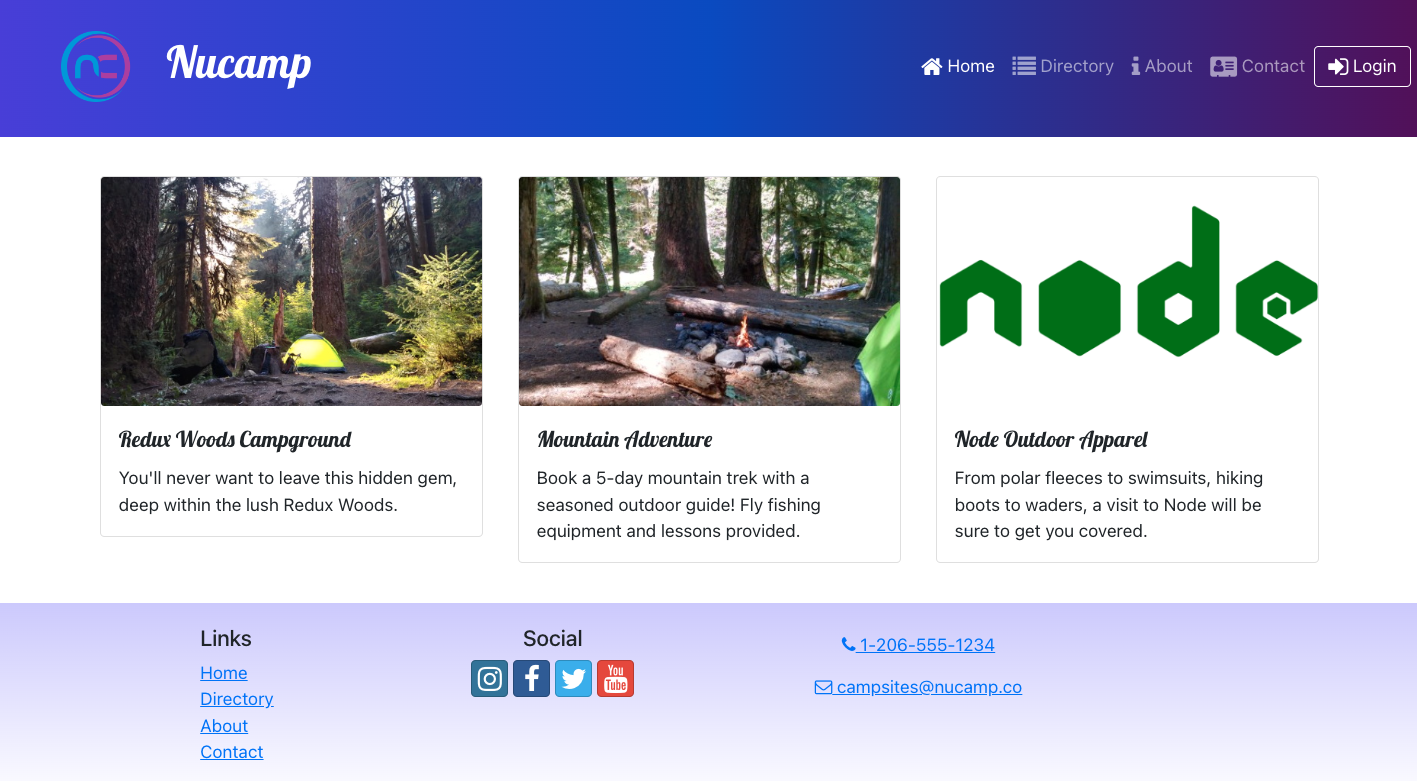 nc
Nucamp
Home
Directory
About
Contact
Login
node
Redux Woods Campground
You'll never want to leave this hidden gem,
deep within the lush Redux Woods.
Mountain Adventure
Book a 5-day mountain trek with a
seasoned outdoor guide! Fly fishing
equipment and lessons provided.
Node Outdoor Apparel
From polar fleeces to swimsuits, hiking
boots to waders, a visit to Node will be
sure to get you covered.
Links
Home
Directory
About
Contact
Social
f
You
Tube
1-206-555-1234
campsites@nucamp.co